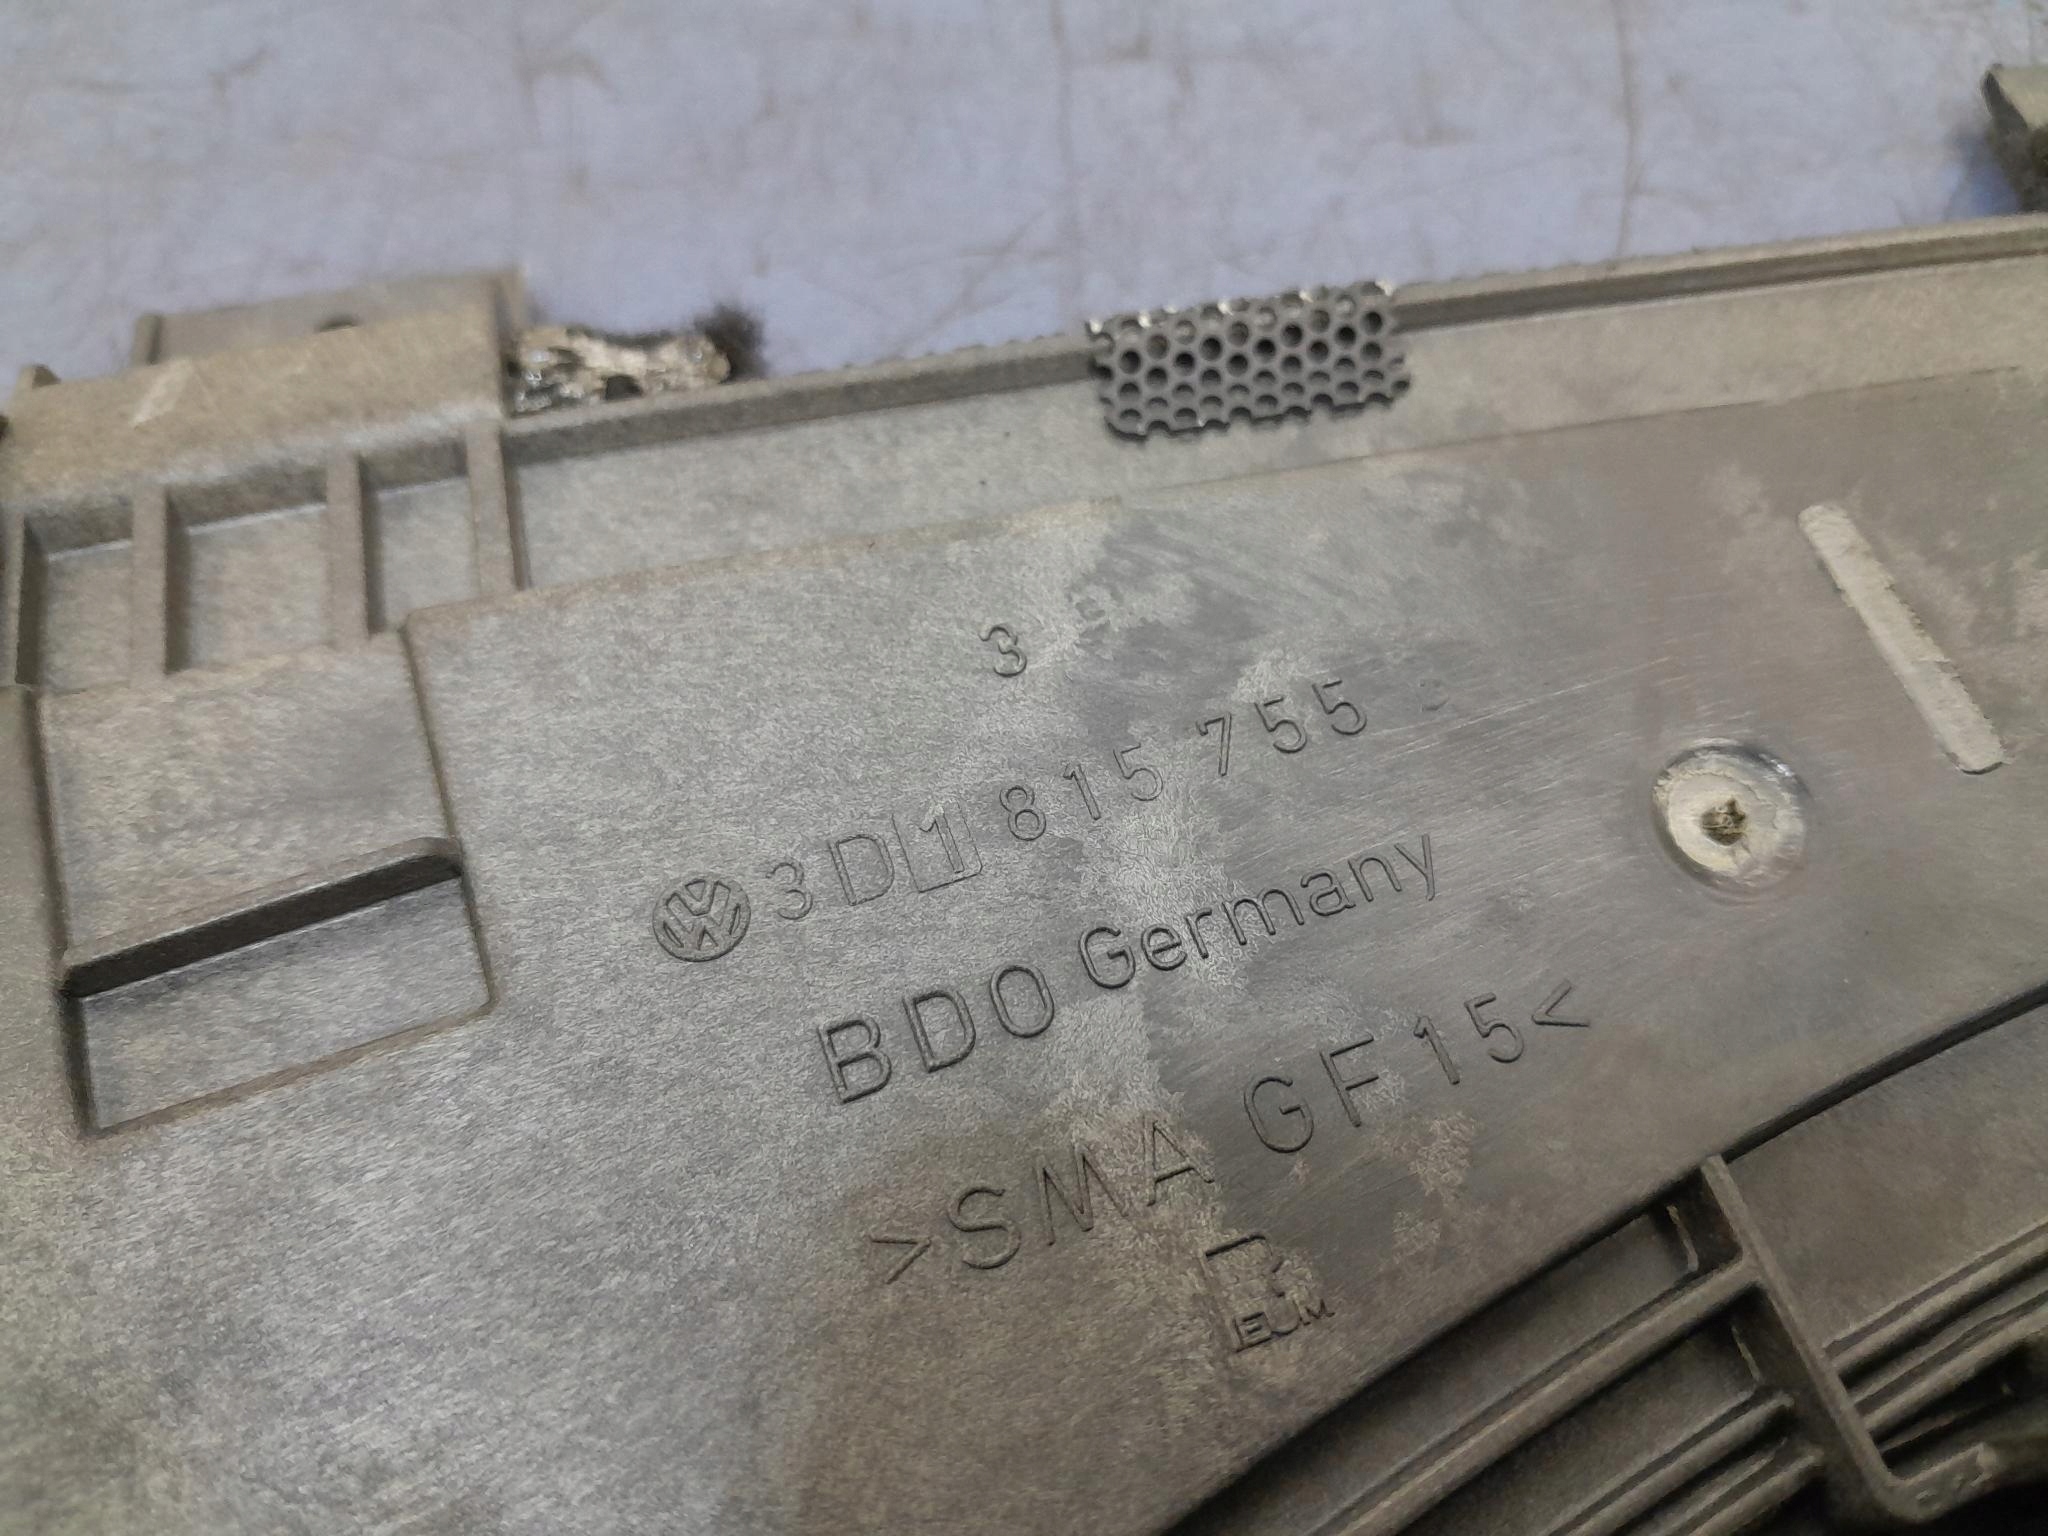 3
3D1 815 755
BDO Germany
>SMA GF15<